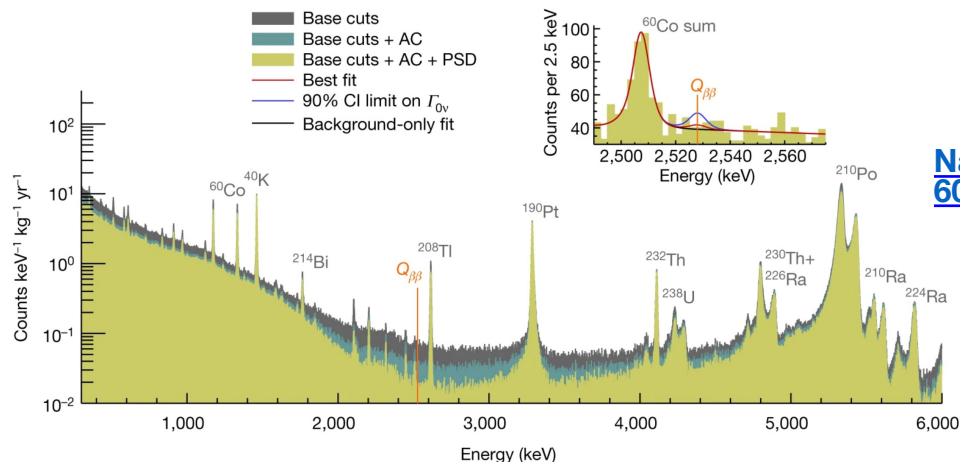 Base cuts
Base cuts + AC
Base cuts + AC + PSD
Best fit
90% CI limit on Γ0ν
Background-only fit
Counts per 2.5 keV
100
80
60
40
⁶⁰Co sum
Qββ
2,500 2,520 2,540 2,560
Energy (keV)
Counts keV⁻¹ kg⁻¹ yr⁻¹
10²
10¹
10⁰
10⁻¹
10⁻²
⁶⁰Co
⁴⁰K
²¹⁴Bi
Qββ
²⁰⁸Tl
¹⁹⁰Pt
²³²Th
²³⁸U
²³⁰Th+
²²⁶Ra
²¹⁰Po
²¹⁰Ra
²²⁴Ra
1,000 2,000 3,000 4,000 5,000 6,000
Energy (keV)
Na
60